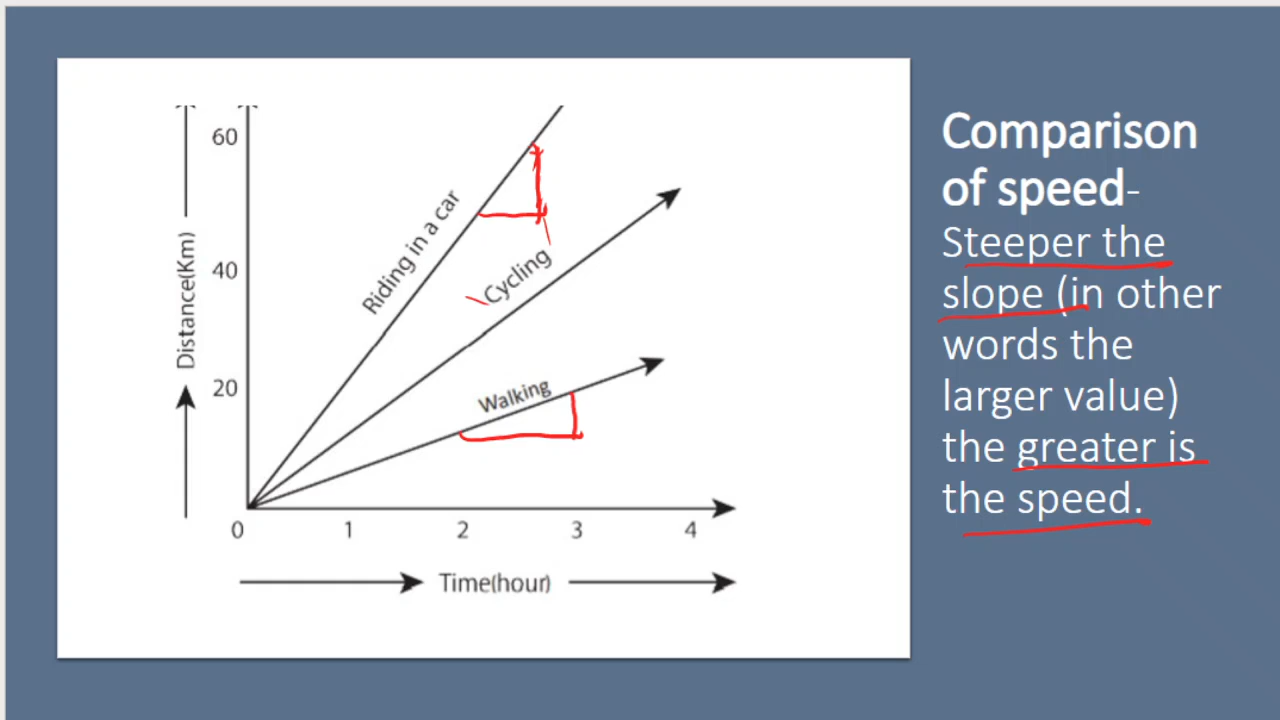 60
40
20
0
1
2
3
4
Distance(Km)
Time(hour)
Riding in a car
Cycling
Walking
Comparison
of speed-
Steeper the
slope (in other
words the
larger value)
the greater is
the speed.